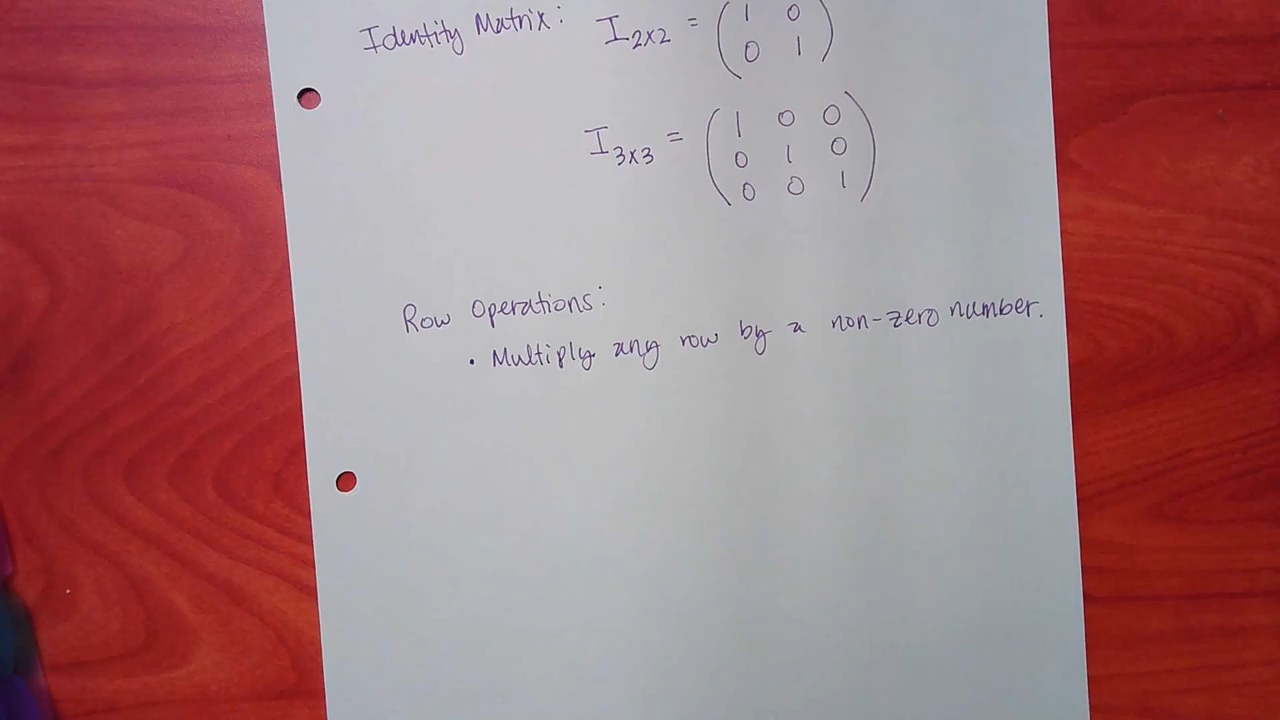 Identity Matrix: I2x2 = (1 0
0 1)
I3x3 = (1 0 0
0 1 0
0 0 1)
Row Operations:
• Multiply any row by a non-zero number.